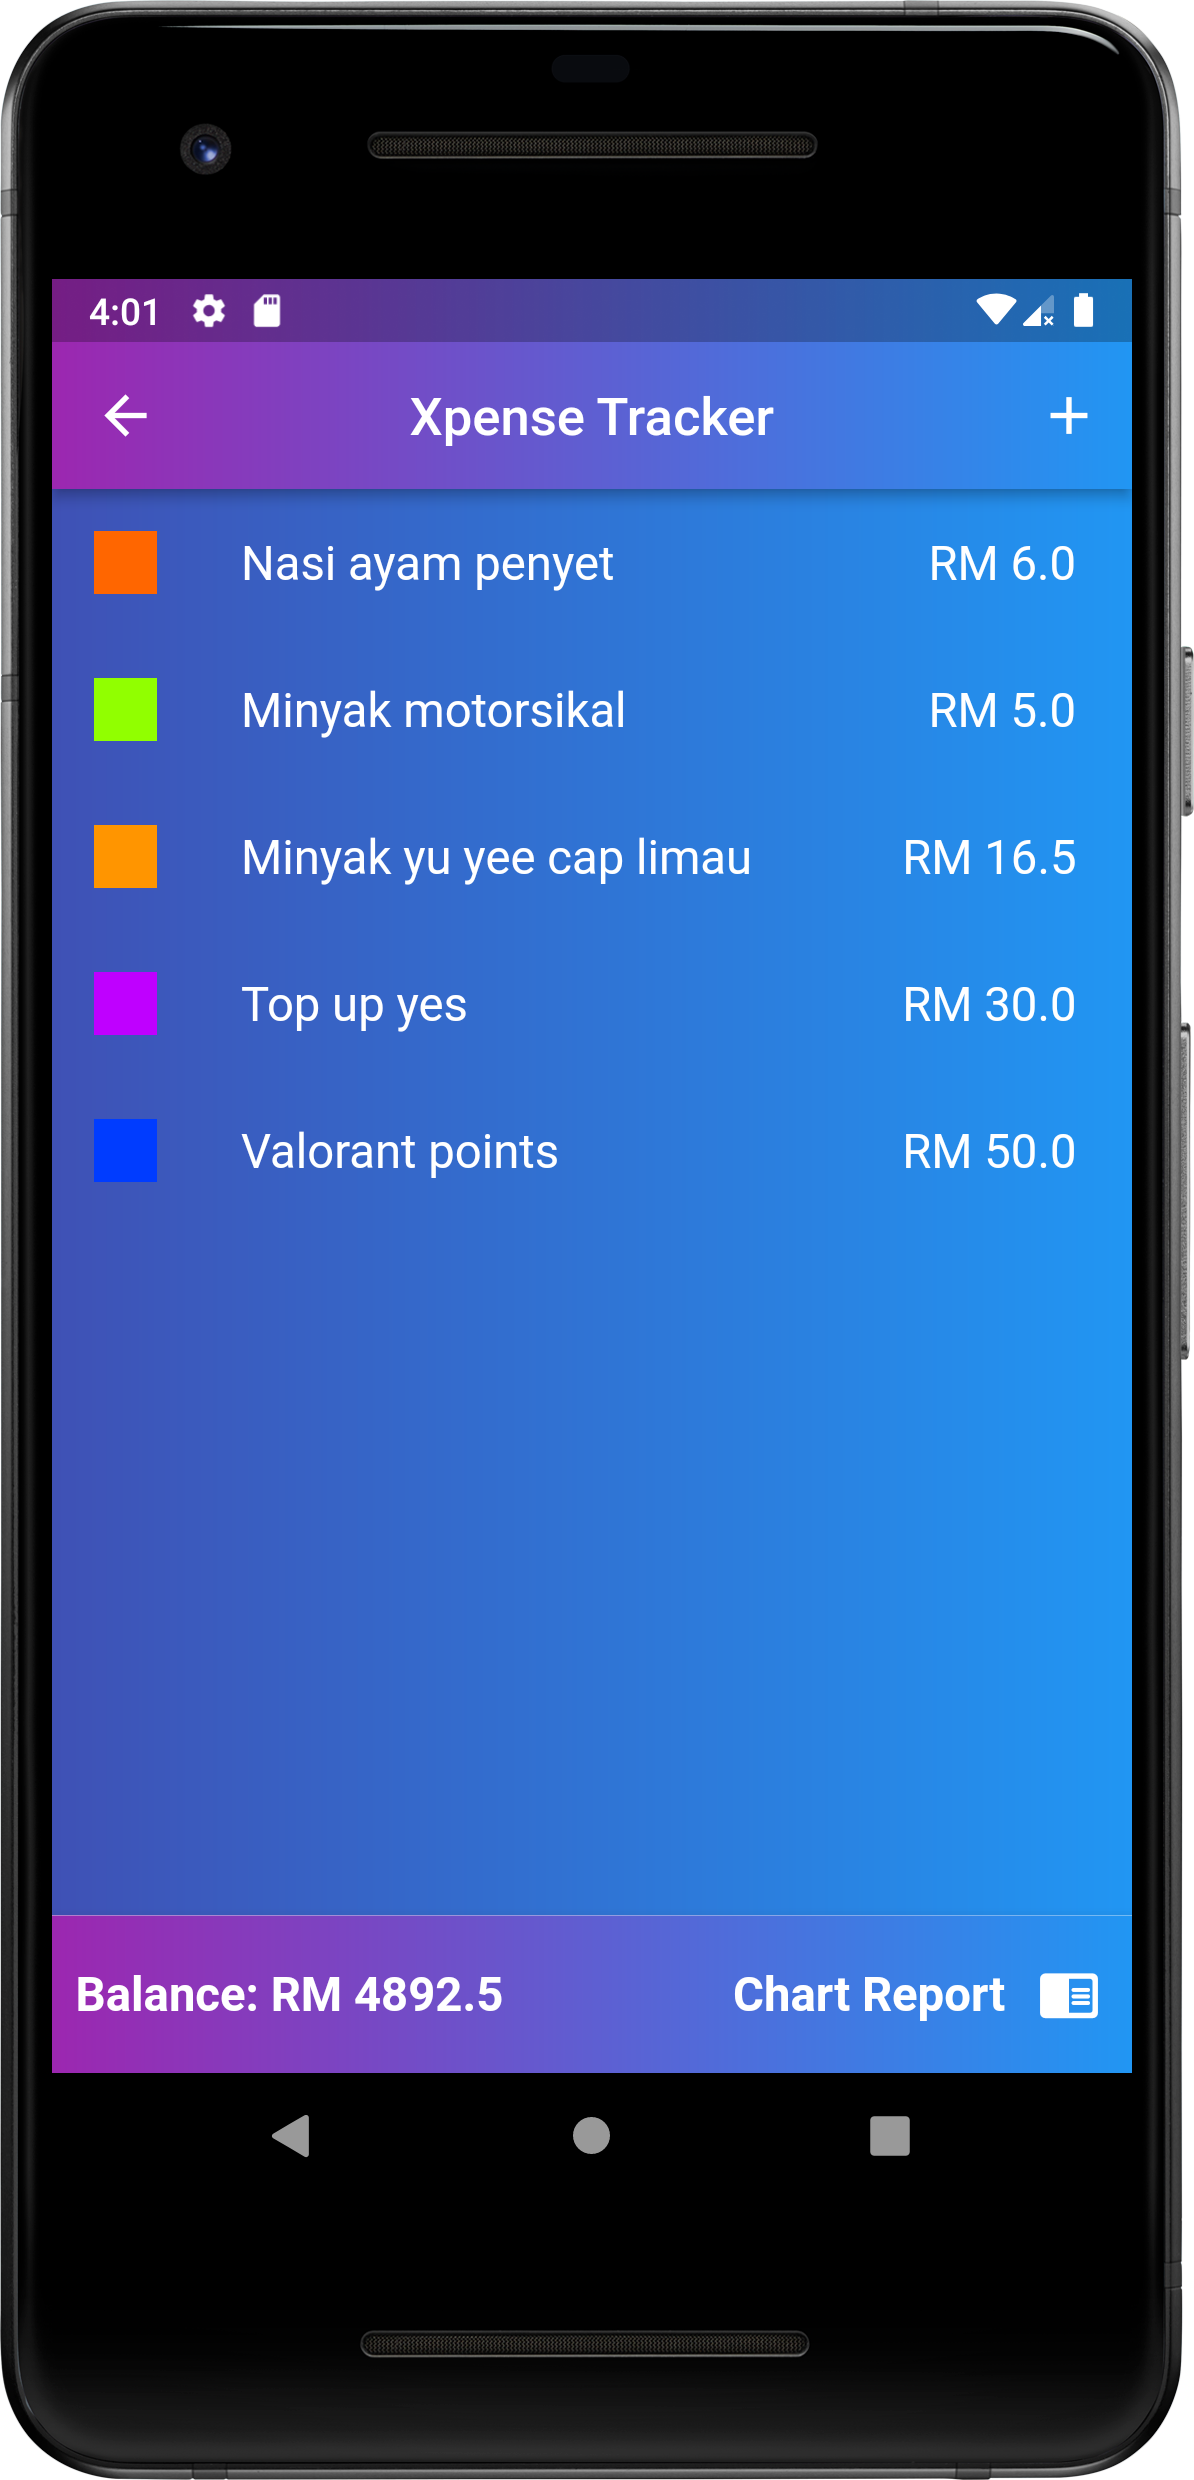 4:01
Xpense Tracker
Nasi ayam penyet RM 6.0
Minyak motorsikal RM 5.0
Minyak yu yee cap limau RM 16.5
Top up yes RM 30.0
Valorant points RM 50.0
Balance: RM 4892.5 Chart Report